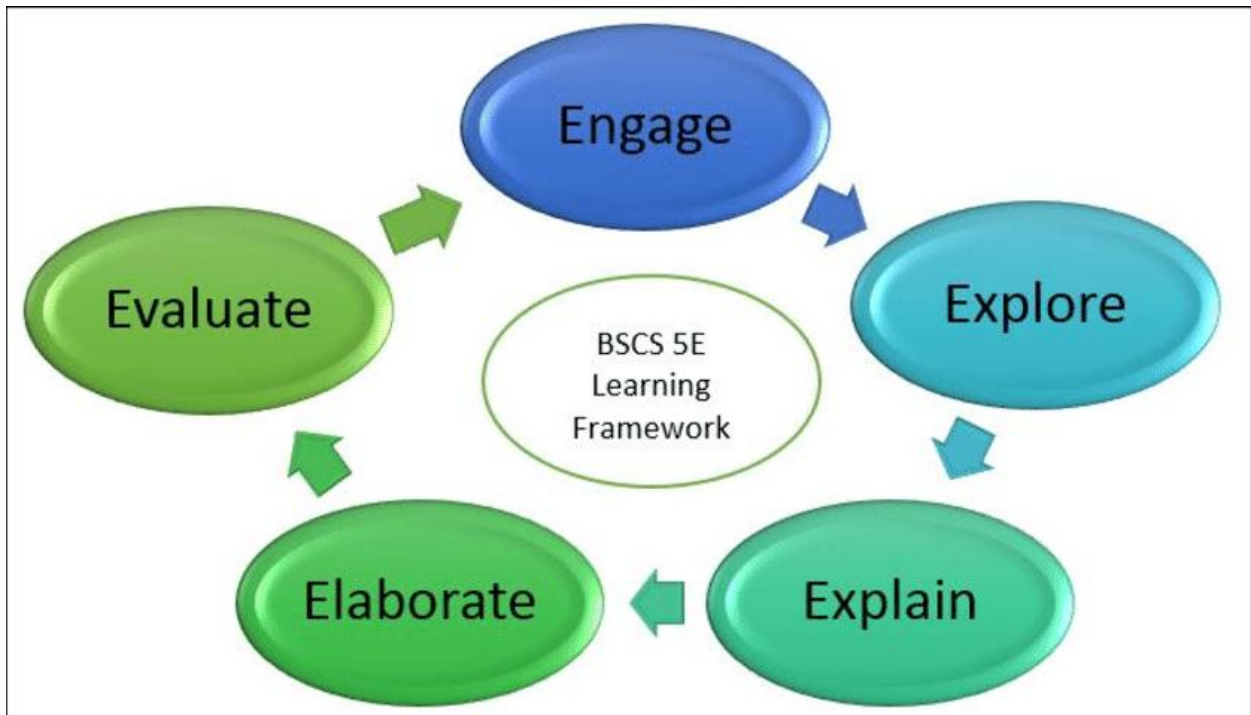 Engage
Explore
Explain
Elaborate
Evaluate
BSCS 5E
Learning
Framework